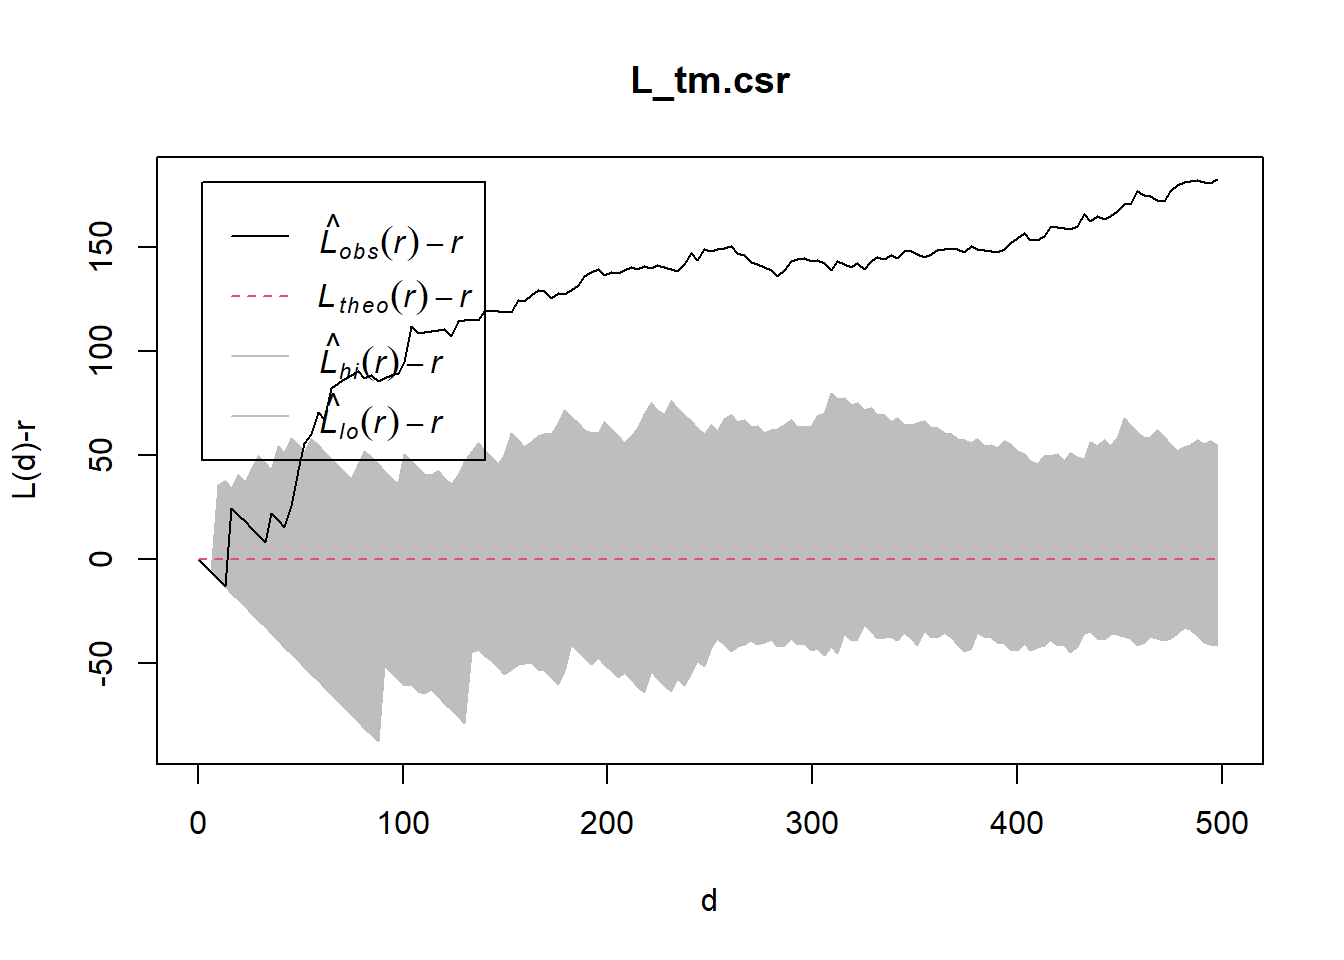 L_tm.csr
L̂obs(r) – r
Ltheo(r) – r
L̂hi(r) – r
L̂lo(r) – r
L(d)-r
150
100
50
0
-50
0 100 200 300 400 500
d